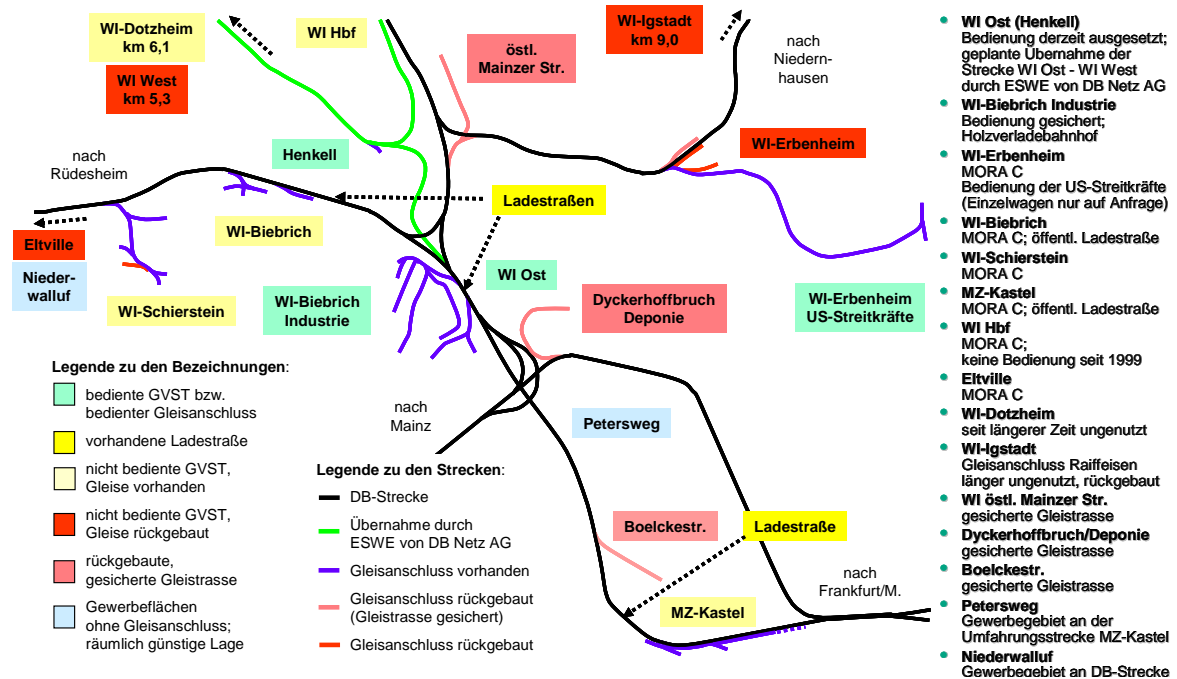 WI-Dotzheim
km 6,1
WI West
km 5,3
WI Hbf
östl.
Mainzer Str.
WI-Igstadt
km 9,0
nach
Niedern-
hausen
WI-Erbenheim
Henkell
nach
Rüdesheim
Ladestraßen
WI-Biebrich
Eltville
Nieder-
walluf
WI-Schierstein
WI-Biebrich
Industrie
WI Ost
Dyckerhoffbruch
Deponie
WI-Erbenheim
US-Streitkräfte
nach
Mainz
Petersweg
Boelckestr.
Ladestraße
nach
Frankfurt/M.
MZ-Kastel
Legende zu den Bezeichnungen:
bediente GVST bzw.
bedienter Gleisanschluss
vorhandene Ladestraße
nicht bediente GVST,
Gleise vorhanden
nicht bediente GVST,
Gleise rückgebaut
rückgebaute,
gesicherte Gleistrasse
Gewerbeflächen
ohne Gleisanschluss;
räumlich günstige Lage
Legende zu den Strecken:
DB-Strecke
Übernahme durch
ESWE von DB Netz AG
Gleisanschluss vorhanden
Gleisanschluss rückgebaut
(Gleistrasse gesichert)
Gleisanschluss rückgebaut
WI Ost (Henkell)
Bedienung derzeit ausgesetzt;
geplante Übernahme der
Strecke WI Ost - WI West
durch ESWE von DB Netz AG
WI-Biebrich Industrie
Bedienung gesichert;
Holzverladebahnhof
WI-Erbenheim
MORA C
Bedienung der US-Streitkräfte
(Einzelwagen nur auf Anfrage)
WI-Biebrich
MORA C; öffentl. Ladestraße
WI-Schierstein
MORA C
MZ-Kastel
MORA C; öffentl. Ladestraße
WI Hbf
MORA C;
keine Bedienung seit 1999
Eltville
MORA C
WI-Dotzheim
seit längerer Zeit ungenutzt
WI-Igstadt
Gleisanschluss Raiffeisen
länger ungenutzt, rückgebaut
WI östl. Mainzer Str.
gesicherte Gleistrasse
Dyckerhoffbruch/Deponie
gesicherte Gleistrasse
Boelckestr.
gesicherte Gleistrasse
Petersweg
Gewerbegebiet an der
Umfahrungsstrecke MZ-Kastel
Niederwalluf
Gewerbegebiet an DB-Strecke